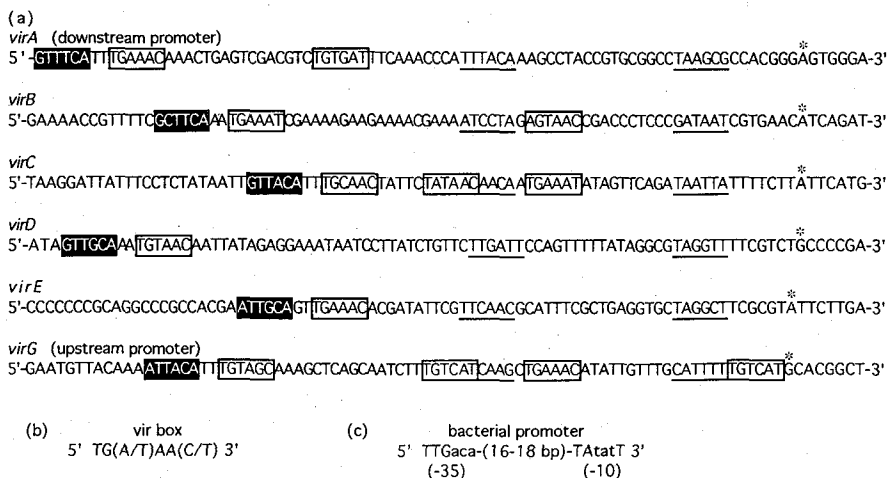 (a)
virA (downstream promoter)
*
5'-GTTTCATTTGAAACAAACTGAGTCGACGTCTGTGATTTCAAACCCATTTACAAAGCCTACCGTGCGGCCTAAGCGCCACGGGAGTGGGA-3'
virB
*
5'-GAAAACCGTTTTCGCTTCAAATGAAATCGAAAAGAAGAAAACGAAAATCCTAGAGTAACCGACCCTCCCGATAATCGTGAACATCAGAT-3'
virC
*
5'-TAAGGATTATTTCCTCTATAATTGTTACATTTGCAACTATTCTATAACAACAATGAAATATAGTTCAGATAATTATTTTCTTATTCATG-3'
virD
*
5'-ATAGTTGCAAATGTAACAATTATAGAGGAAATAATCCTTATCTGTTCTTGATTCCAGTTTTTATAGGCGTAGGTTTTCGTCTGCCCCGA-3'
virE
*
5'-CCCCCCCGCAGGCCCGCCACGAATTGCAGTTGAAACACGATATTCGTTCAACGCATTTCGCTGAGGTGCTAGGCTTCGCGTATTCTTGA-3'
virG (upstream promoter)
*
5'-GAATGTTACAAAATTACATTTGTAGCAAAGCTCAGCAATCTTTGTCATCAAGCTGAAACATATTGTTTGCATTTTTGTCATGCACGGCT-3'
(b) vir box (c) bacterial promoter
5' TG(A/T)AA(C/T) 3' 5' TTGaca-(16-18 bp)-TAtatT 3'
(-35) (-10)